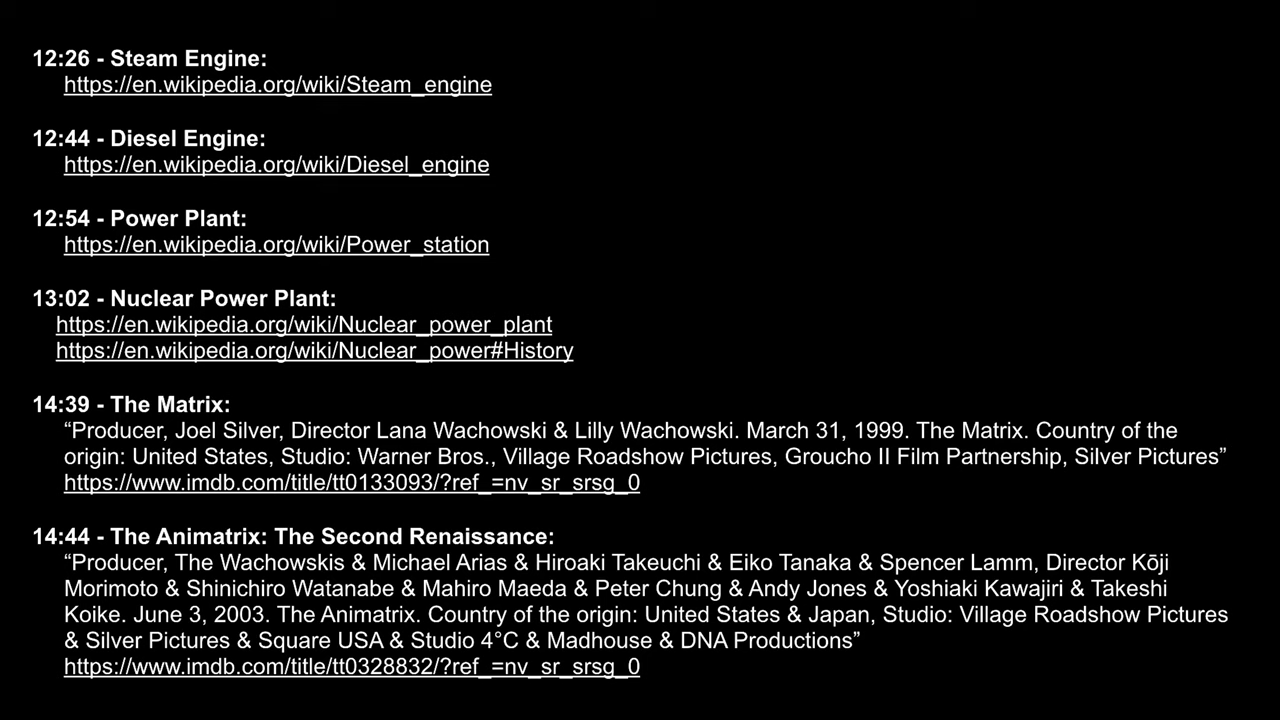 12:26 - Steam Engine:
https://en.wikipedia.org/wiki/Steam_engine
12:44 - Diesel Engine:
https://en.wikipedia.org/wiki/Diesel_engine
12:54 - Power Plant:
https://en.wikipedia.org/wiki/Power_station
13:02 - Nuclear Power Plant:
https://en.wikipedia.org/wiki/Nuclear_power_plant
https://en.wikipedia.org/wiki/Nuclear_power#History
14:39 - The Matrix:
“Producer, Joel Silver, Director Lana Wachowski & Lilly Wachowski. March 31, 1999. The Matrix. Country of the
origin: United States, Studio: Warner Bros., Village Roadshow Pictures, Groucho II Film Partnership, Silver Pictures”
https://www.imdb.com/title/tt0133093/?ref_=nv_sr_srsg_0
14:44 - The Animatrix: The Second Renaissance:
“Producer, The Wachowskis & Michael Arias & Hiroaki Takeuchi & Eiko Tanaka & Spencer Lamm, Director Kōji
Morimoto & Shinichiro Watanabe & Mahiro Maeda & Peter Chung & Andy Jones & Yoshiaki Kawajiri & Takeshi
Koike. June 3, 2003. The Animatrix. Country of the origin: United States & Japan, Studio: Village Roadshow Pictures
& Silver Pictures & Square USA & Studio 4°C & Madhouse & DNA Productions”
https://www.imdb.com/title/tt0328832/?ref_=nv_sr_srsg_0